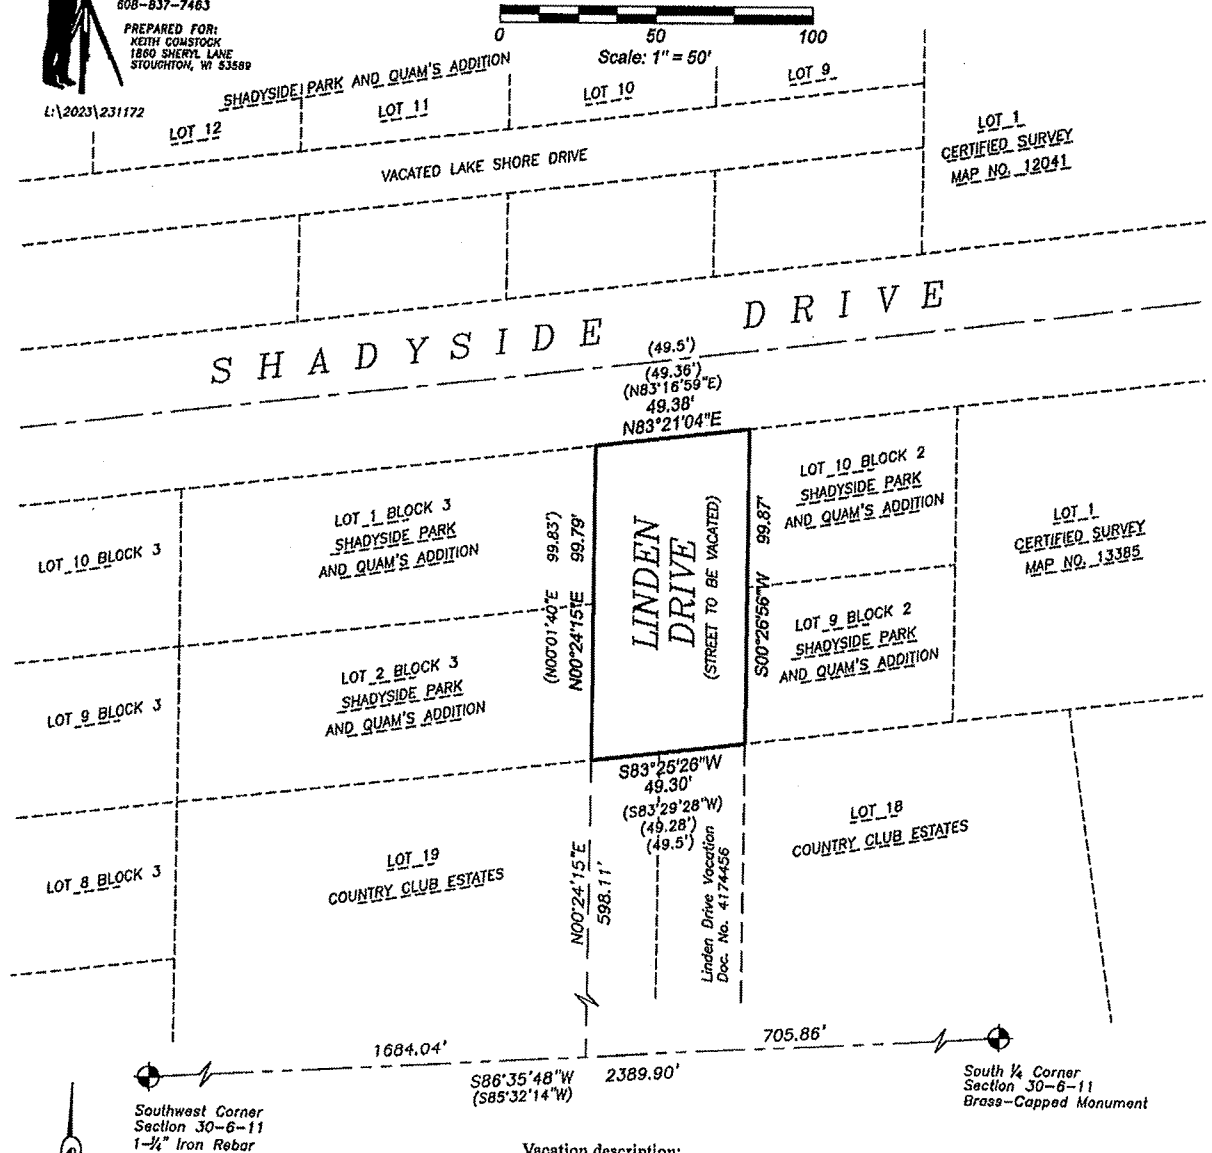 608-837-7463
PREPARED FOR:
KEITH COMSTOCK
1860 SHERYL LANE
STOUGHTON, WI 53589
L:\2023\231172
0 50 100
Scale: 1" = 50'
SHADYSIDE PARK AND QUAM'S ADDITION
LOT 12
LOT 11
LOT 10
LOT 9
LOT 1
CERTIFIED SURVEY
MAP NO. 12041
VACATED LAKE SHORE DRIVE
SHADYSIDE DRIVE
(49.5')
(49.36')
(N83°16'59"E)
49.38'
N83°21'04"E
LOT 10 BLOCK 3
LOT 1 BLOCK 3
SHADYSIDE PARK
AND QUAM'S ADDITION
(N00°01'40"E 99.83')
N00°24'15"E 99.79'
LINDEN
DRIVE
(STREET TO BE VACATED)
S00°26'56"W 99.87'
LOT 10 BLOCK 2
SHADYSIDE PARK
AND QUAM'S ADDITION
LOT 1
CERTIFIED SURVEY
MAP NO. 13385
LOT 9 BLOCK 3
LOT 2 BLOCK 3
SHADYSIDE PARK
AND QUAM'S ADDITION
LOT 9 BLOCK 2
SHADYSIDE PARK
AND QUAM'S ADDITION
S83°25'26"W
49.30'
(S83°29'28"W)
(49.28')
(49.5')
LOT 8 BLOCK 3
LOT 19
COUNTRY CLUB ESTATES
N00°24'15"E
598.11'
Linden Drive Vacation
Doc. No. 4174456
LOT 18
COUNTRY CLUB ESTATES
1684.04'
705.86'
S86°35'48"W 2389.90'
(S85°32'14"W)
Southwest Corner
Section 30-6-11
1-¼" Iron Rebar
South ¼ Corner
Section 30-6-11
Brass-Capped Monument
Vacation description: